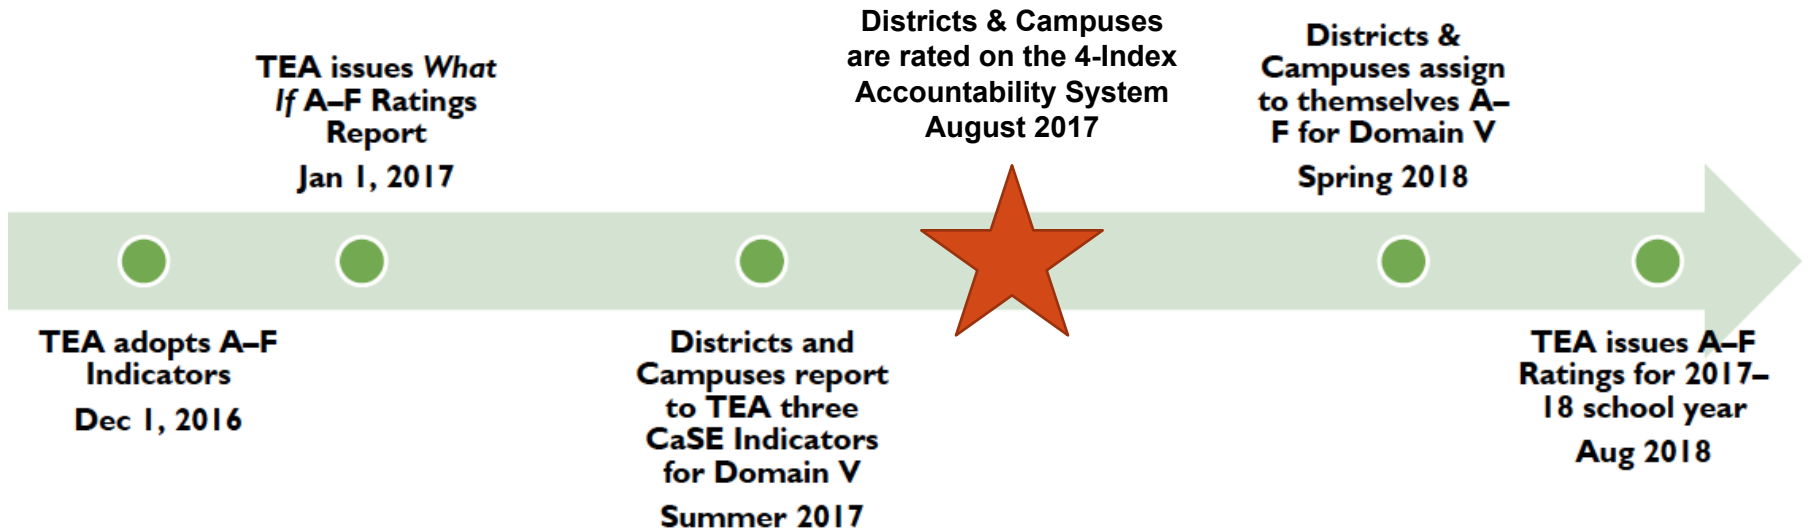 TEA adopts A–F
Indicators
Dec 1, 2016
TEA issues What
If A–F Ratings
Report
Jan 1, 2017
Districts and
Campuses report
to TEA three
CaSE Indicators
for Domain V
Summer 2017
Districts & Campuses
are rated on the 4-Index
Accountability System
August 2017
Districts &
Campuses assign
to themselves A–
F for Domain V
Spring 2018
TEA issues A–F
Ratings for 2017–
18 school year
Aug 2018